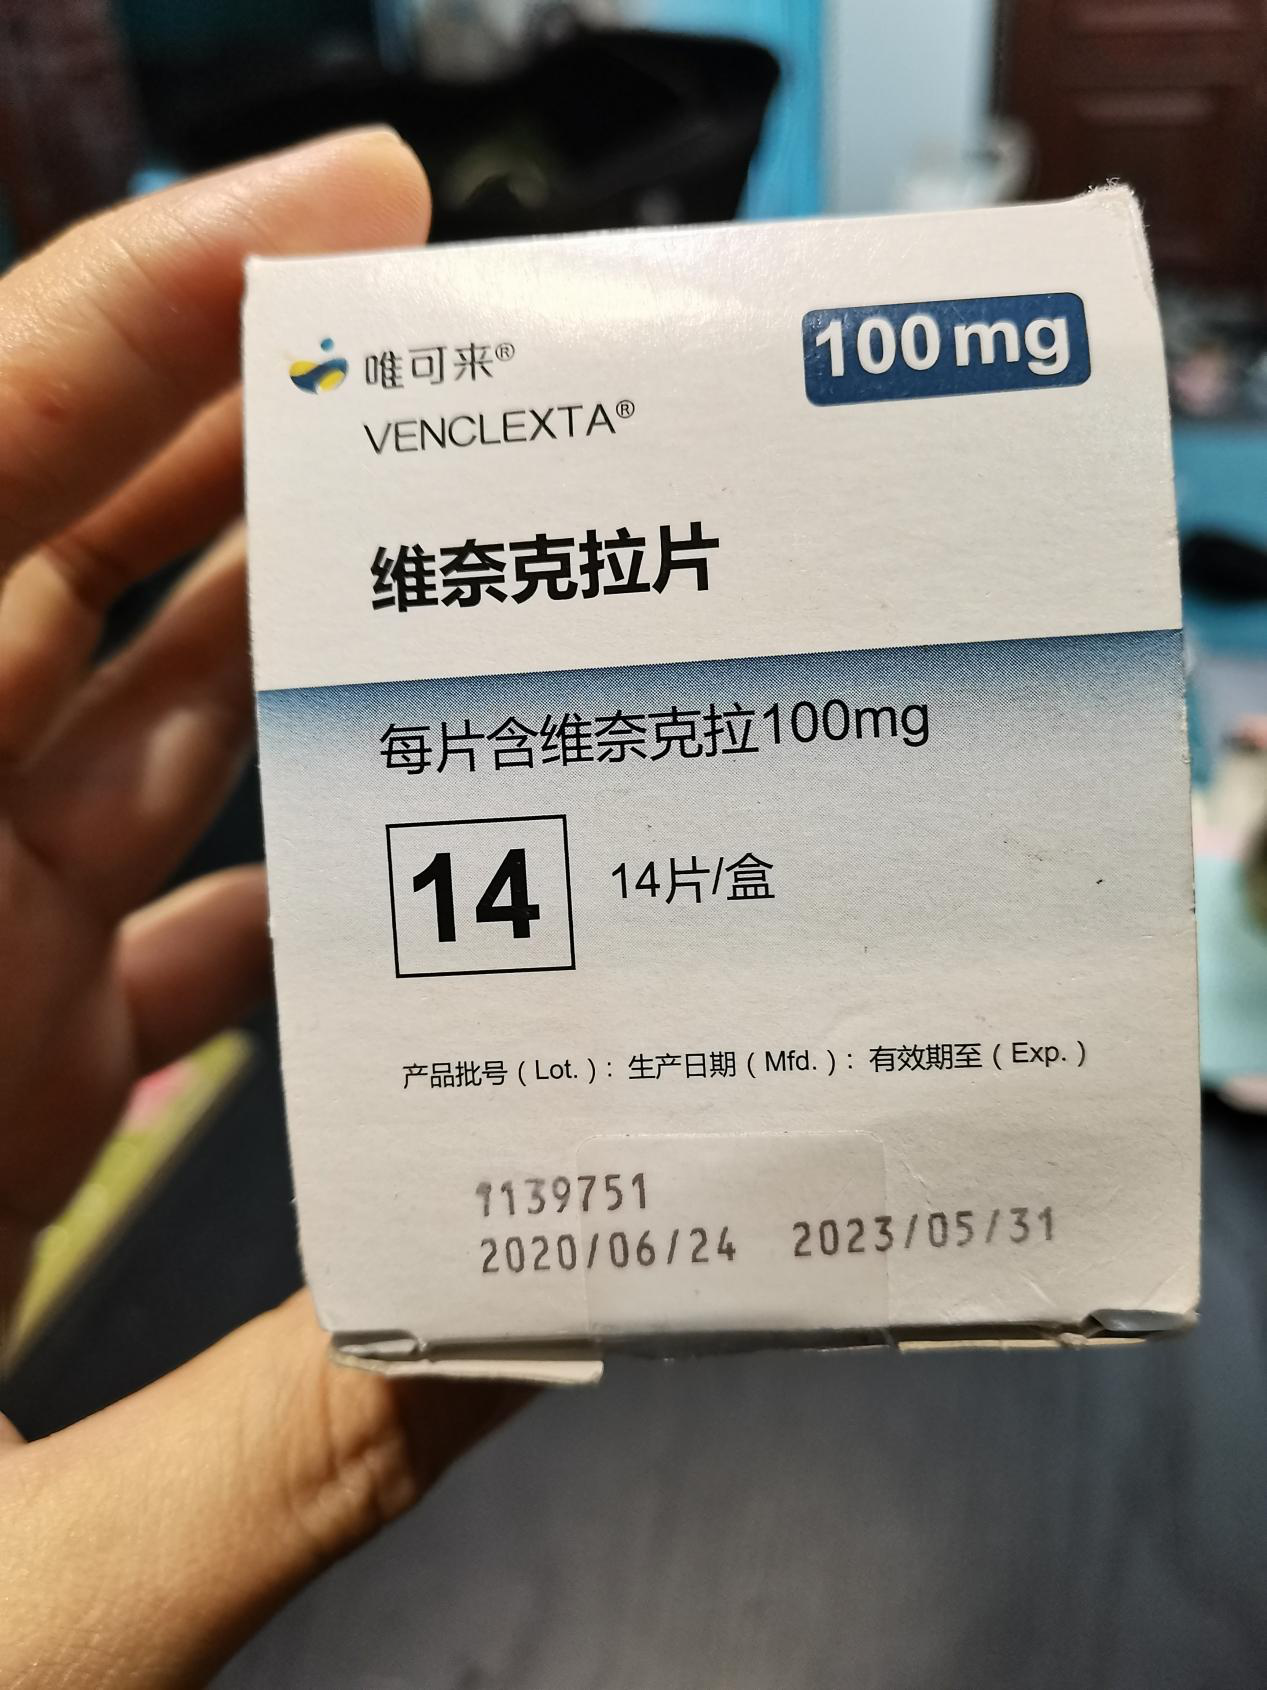 唯可来®
VENCLEXTA®
100mg
维奈克拉片
每片含维奈克拉100mg
14
14片/盒
产品批号（Lot.）：生产日期（Mfd.）：有效期至（Exp.）
1139751
2020/06/24 2023/05/31